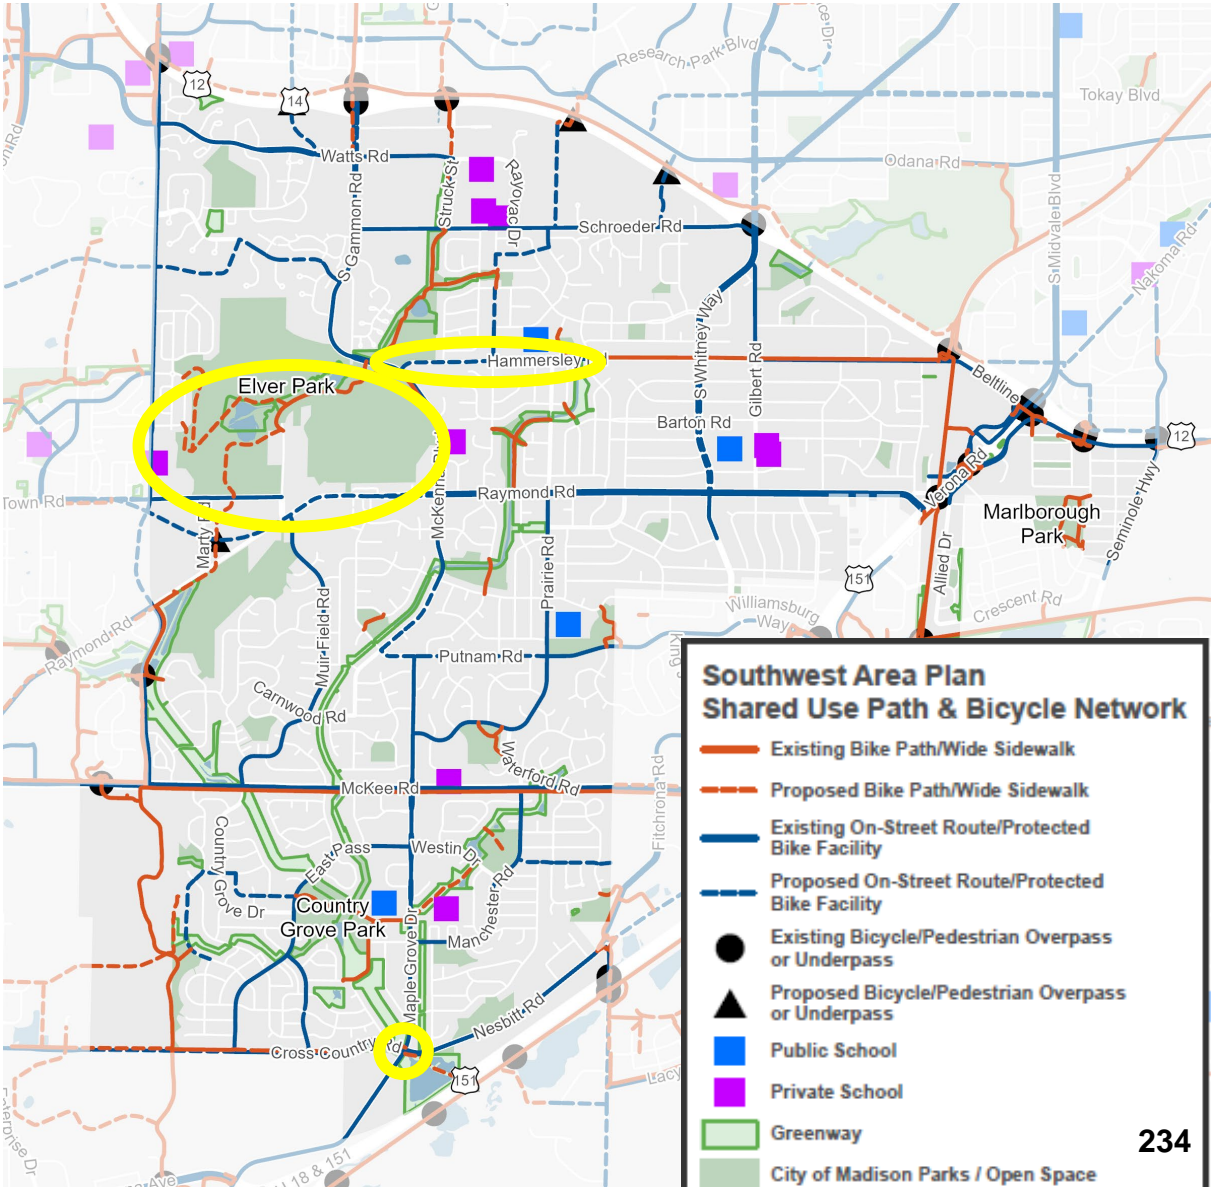 Research Park Blvd
12
14
Tokay Blvd
Watts Rd
Odana Rd
S Gammon Rd
Struck St
Rayovac Dr
Schroeder Rd
S Midvale Blvd
Nakoma Rd
S Whitney Way
Gilbert Rd
Hammersley
Elver Park
Beltline
Barton Rd
12
Verona Rd
Town Rd
Raymond Rd
Marlborough
Park
Seminole Hwy
Marty Rd
Prairie Rd
Allied Dr
151
Crescent Rd
Williamsburg
Way
Raymond Rd
Muir Field Rd
Putnam Rd
King
Carnwood Rd
Waterford Rd
McKee Rd
Fitchrona Rd
Country Grove Dr
East Pass
Westin Dr
Country
Grove Park
Maple Grove Dr
Manchester Rd
Nesbitt Rd
Cross Country Rd
151
Lacy
18 & 151
Ave
Southwest Area Plan
Shared Use Path & Bicycle Network
Existing Bike Path/Wide Sidewalk
Proposed Bike Path/Wide Sidewalk
Existing On-Street Route/Protected
Bike Facility
Proposed On-Street Route/Protected
Bike Facility
Existing Bicycle/Pedestrian Overpass
or Underpass
Proposed Bicycle/Pedestrian Overpass
or Underpass
Public School
Private School
Greenway
234
City of Madison Parks / Open Space